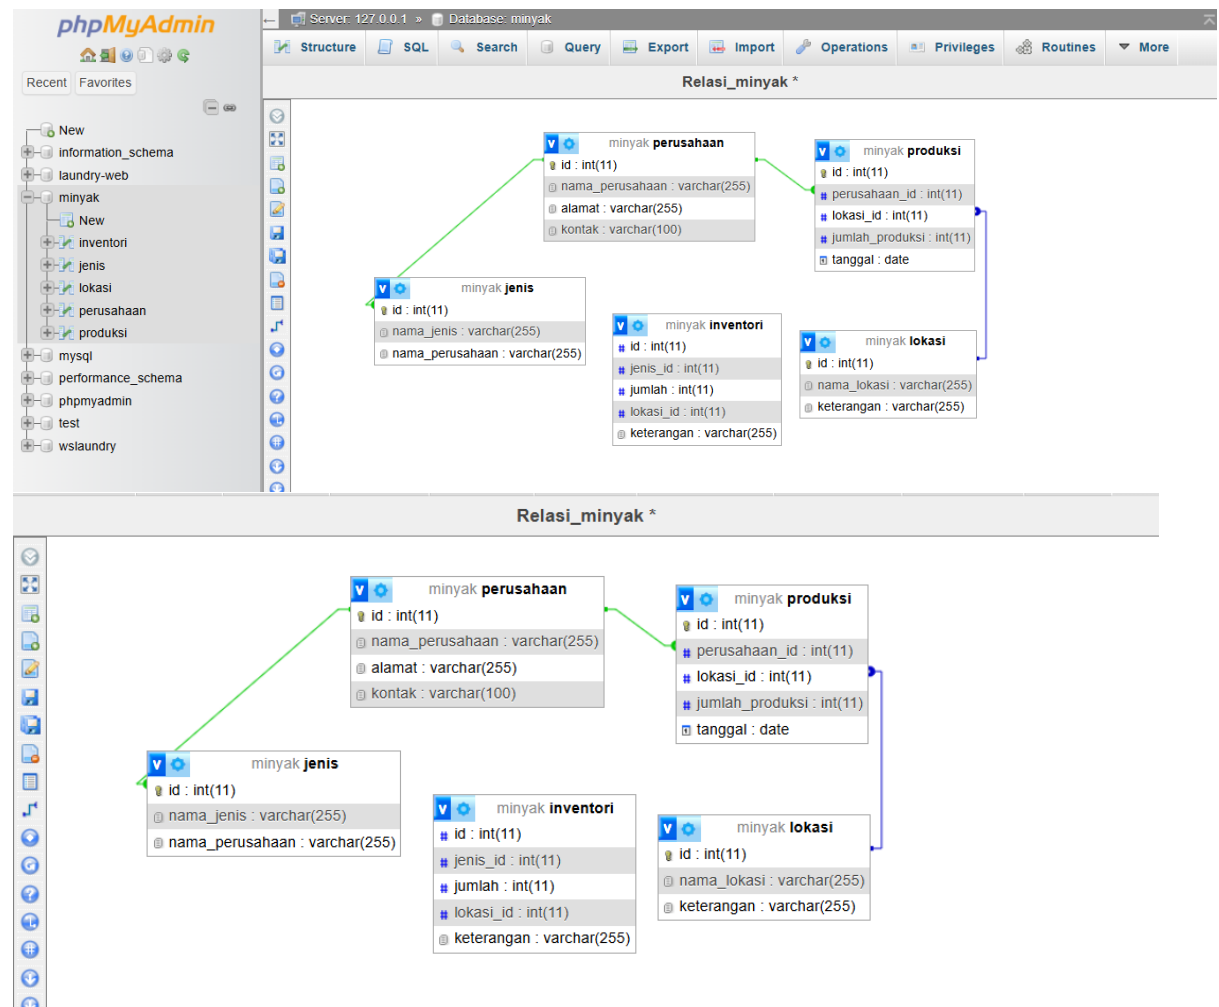 phpMyAdmin
Recent Favorites
New
information_schema
laundry-web
minyak
New
inventori
jenis
lokasi
perusahaan
produksi
mysql
performance_schema
phpmyadmin
test
wslaundry
← Server: 127.0.0.1 » Database: minyak
Structure SQL Search Query Export Import Operations Privileges Routines More
Relasi_minyak *
v minyak perusahaan
id : int(11)
nama_perusahaan : varchar(255)
alamat : varchar(255)
kontak : varchar(100)
v minyak produksi
id : int(11)
# perusahaan_id : int(11)
# lokasi_id : int(11)
# jumlah_produksi : int(11)
tanggal : date
v minyak jenis
id : int(11)
nama_jenis : varchar(255)
nama_perusahaan : varchar(255)
v minyak inventori
# id : int(11)
# jenis_id : int(11)
# jumlah : int(11)
# lokasi_id : int(11)
keterangan : varchar(255)
v minyak lokasi
id : int(11)
nama_lokasi : varchar(255)
keterangan : varchar(255)
Relasi_minyak *
v minyak perusahaan
id : int(11)
nama_perusahaan : varchar(255)
alamat : varchar(255)
kontak : varchar(100)
v minyak produksi
id : int(11)
# perusahaan_id : int(11)
# lokasi_id : int(11)
# jumlah_produksi : int(11)
tanggal : date
v minyak jenis
id : int(11)
nama_jenis : varchar(255)
nama_perusahaan : varchar(255)
v minyak inventori
# id : int(11)
# jenis_id : int(11)
# jumlah : int(11)
# lokasi_id : int(11)
keterangan : varchar(255)
v minyak lokasi
id : int(11)
nama_lokasi : varchar(255)
keterangan : varchar(255)